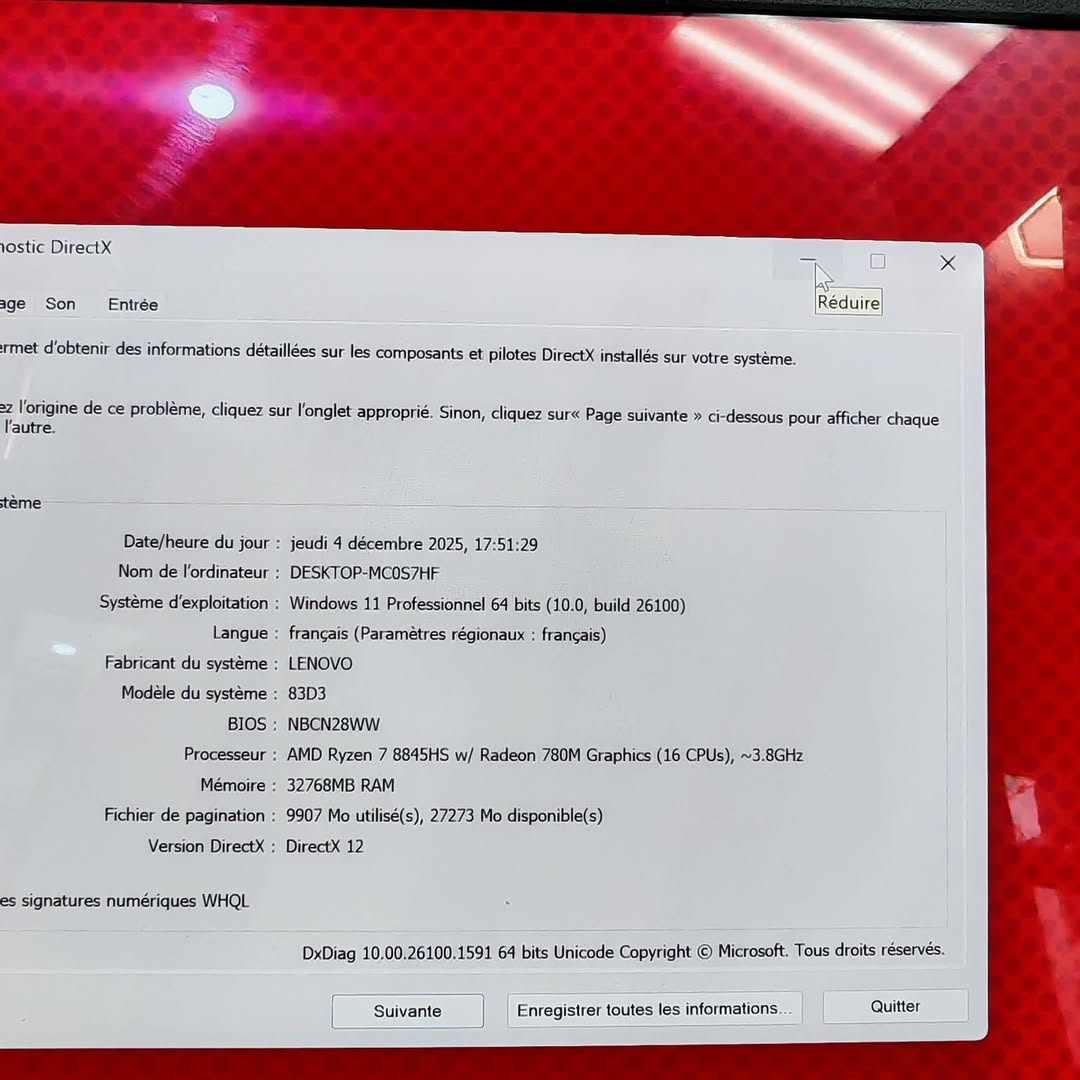 nostic DirectX
age Son Entrée
Réduire
ermet d'obtenir des informations détaillées sur les composants et pilotes DirectX installés sur votre système.
ez l'origine de ce problème, cliquez sur l'onglet approprié. Sinon, cliquez sur« Page suivante » ci-dessous pour afficher chaque
l'autre.
stème
Date/heure du jour : jeudi 4 décembre 2025, 17:51:29
Nom de l'ordinateur : DESKTOP-MC0S7HF
Système d'exploitation : Windows 11 Professionnel 64 bits (10.0, build 26100)
Langue : français (Paramètres régionaux : français)
Fabricant du système : LENOVO
Modèle du système : 83D3
BIOS : NBCN28WW
Processeur : AMD Ryzen 7 8845HS w/ Radeon 780M Graphics (16 CPUs), ~3.8GHz
Mémoire : 32768MB RAM
Fichier de pagination : 9907 Mo utilisé(s), 27273 Mo disponible(s)
Version DirectX : DirectX 12
es signatures numériques WHQL
DxDiag 10.00.26100.1591 64 bits Unicode Copyright © Microsoft. Tous droits réservés.
Suivante Enregistrer toutes les informations... Quitter